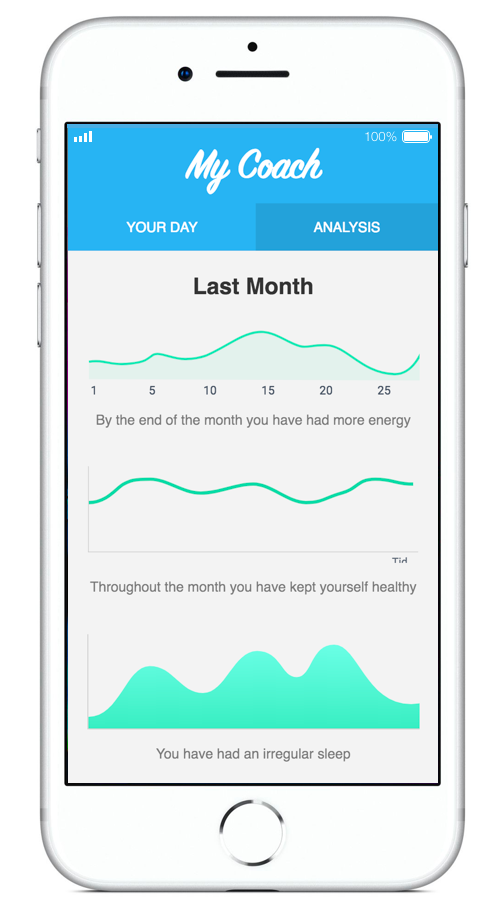 100%
My Coach
YOUR DAY ANALYSIS
Last Month
1 5 10 15 20 25
By the end of the month you have had more energy
Tid
Throughout the month you have kept yourself healthy
You have had an irregular sleep